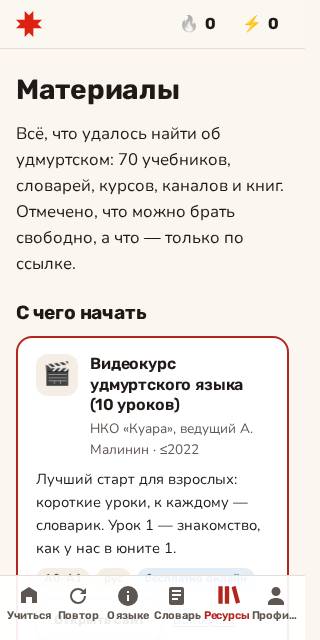 0
0
Материалы
Всё, что удалось найти об
удмуртском: 70 учебников,
словарей, курсов, каналов и книг.
Отмечено, что можно брать
свободно, а что — только по
ссылке.
С чего начать
Видеокурс
удмуртского языка
(10 уроков)
НКО «Куара», ведущий А.
Малинин · ≤2022
Лучший старт для взрослых:
короткие уроки, к каждому —
словарик. Урок 1 — знакомство,
как у нас в юните 1.
Учиться Повтор О языке Словарь Ресурсы Профи…